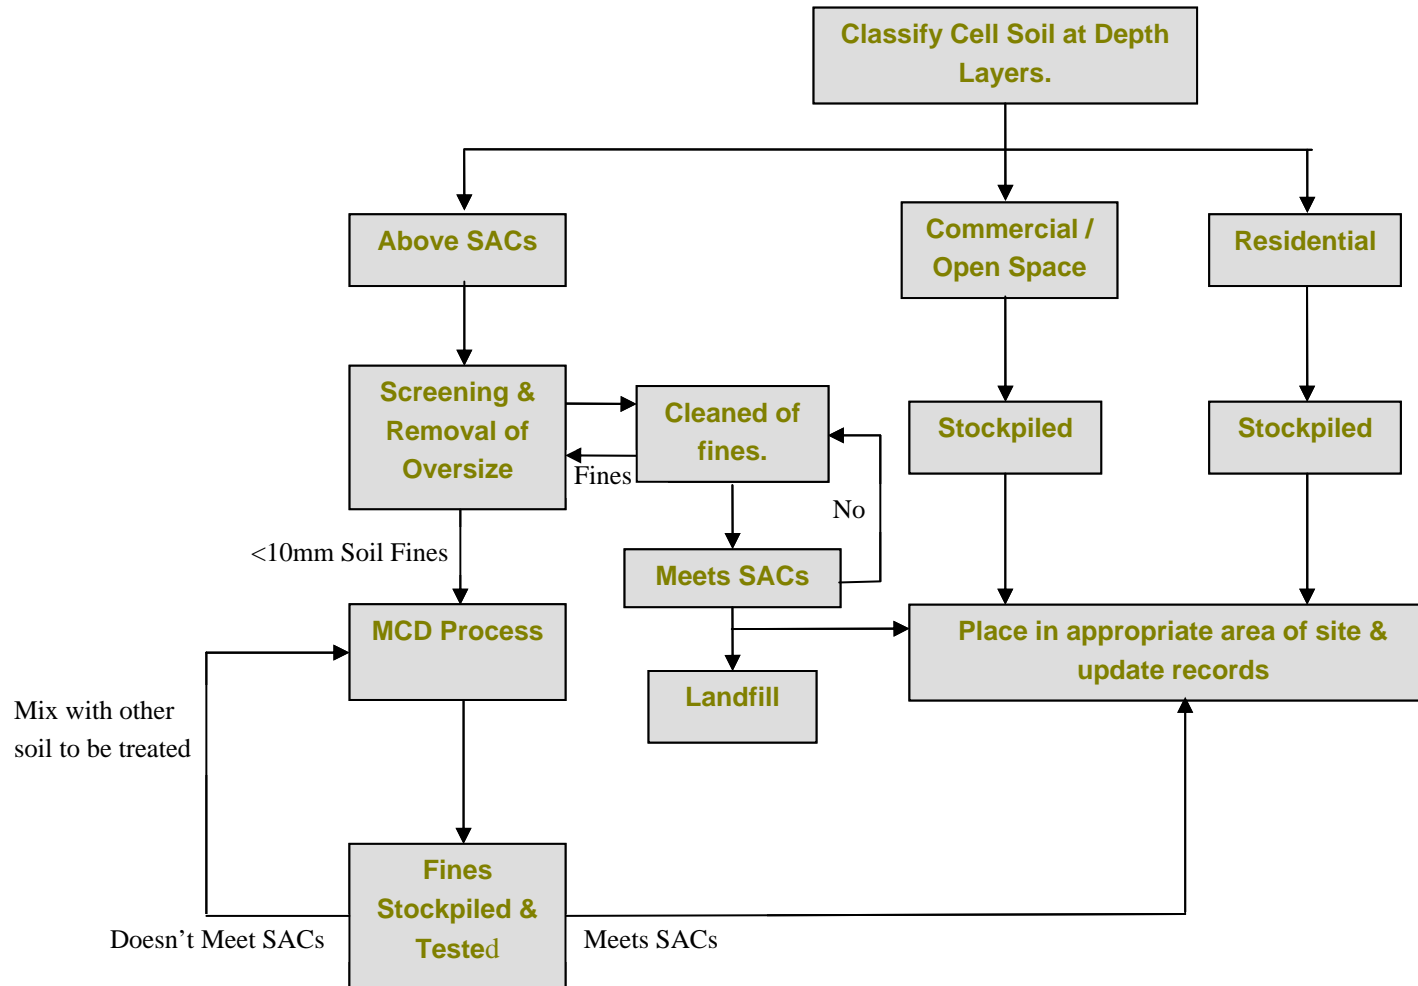 Classify Cell Soil at Depth
Layers.
Above SACs
Commercial /
Open Space
Residential
Screening &
Removal of
Oversize
Cleaned of
fines.
Stockpiled
Stockpiled
Fines
No
<10mm Soil Fines
Meets SACs
MCD Process
Place in appropriate area of site &
update records
Landfill
Mix with other
soil to be treated
Fines
Stockpiled &
Tested
Doesn’t Meet SACs
Meets SACs